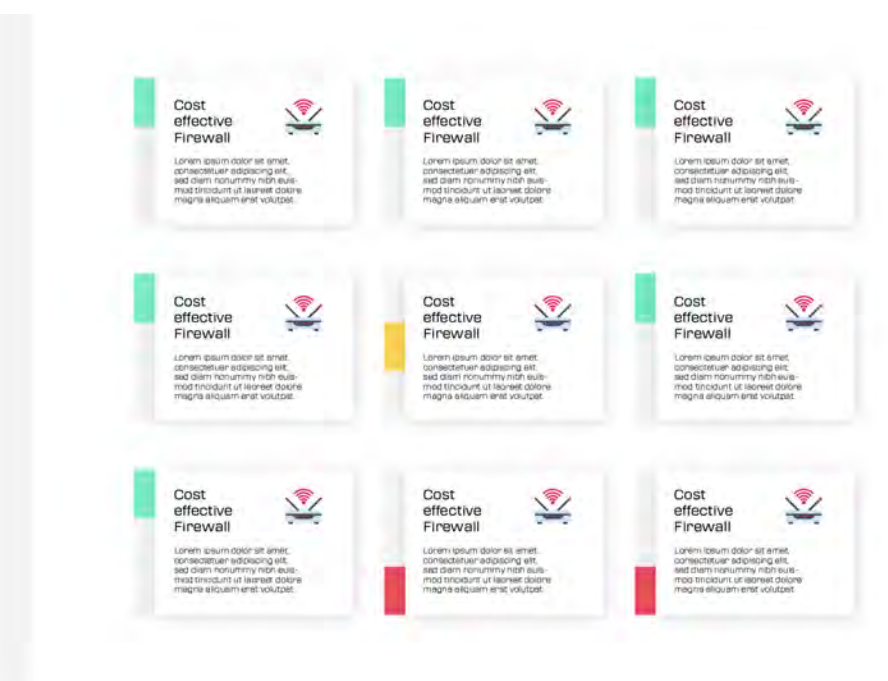 Cost
effective
Firewall
Lorem ipsum dolor sit amet,
consectetuer adipiscing elit,
sed diam nonummy nibh euis-
mod tincidunt ut laoreet dolore
magna aliquam erat volutpat.
Cost
effective
Firewall
Lorem ipsum dolor sit amet,
consectetuer adipiscing elit,
sed diam nonummy nibh euis-
mod tincidunt ut laoreet dolore
magna aliquam erat volutpat.
Cost
effective
Firewall
Lorem ipsum dolor sit amet,
consectetuer adipiscing elit,
sed diam nonummy nibh euis-
mod tincidunt ut laoreet dolore
magna aliquam erat volutpat.
Cost
effective
Firewall
Lorem ipsum dolor sit amet,
consectetuer adipiscing elit,
sed diam nonummy nibh euis-
mod tincidunt ut laoreet dolore
magna aliquam erat volutpat.
Cost
effective
Firewall
Lorem ipsum dolor sit amet,
consectetuer adipiscing elit,
sed diam nonummy nibh euis-
mod tincidunt ut laoreet dolore
magna aliquam erat volutpat.
Cost
effective
Firewall
Lorem ipsum dolor sit amet,
consectetuer adipiscing elit,
sed diam nonummy nibh euis-
mod tincidunt ut laoreet dolore
magna aliquam erat volutpat.
Cost
effective
Firewall
Lorem ipsum dolor sit amet,
consectetuer adipiscing elit,
sed diam nonummy nibh euis-
mod tincidunt ut laoreet dolore
magna aliquam erat volutpat.
Cost
effective
Firewall
Lorem ipsum dolor sit amet,
consectetuer adipiscing elit,
sed diam nonummy nibh euis-
mod tincidunt ut laoreet dolore
magna aliquam erat volutpat.
Cost
effective
Firewall
Lorem ipsum dolor sit amet,
consectetuer adipiscing elit,
sed diam nonummy nibh euis-
mod tincidunt ut laoreet dolore
magna aliquam erat volutpat.